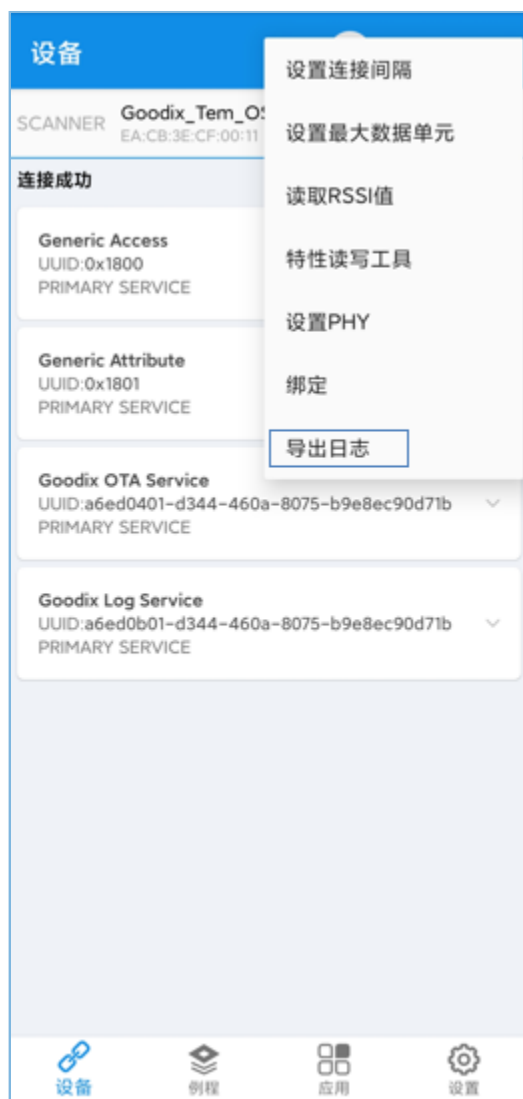 设备
设置连接间隔
设置最大数据单元
读取RSSI值
特性读写工具
设置PHY
绑定
导出日志
SCANNER
Goodix_Tem_OS
EA:CB:3E:CF:00:11
连接成功
Generic Access
UUID:0x1800
PRIMARY SERVICE
Generic Attribute
UUID:0x1801
PRIMARY SERVICE
Goodix OTA Service
UUID:a6ed0401-d344-460a-8075-b9e8ec90d71b
PRIMARY SERVICE
Goodix Log Service
UUID:a6ed0b01-d344-460a-8075-b9e8ec90d71b
PRIMARY SERVICE
设备
例程
应用
设置